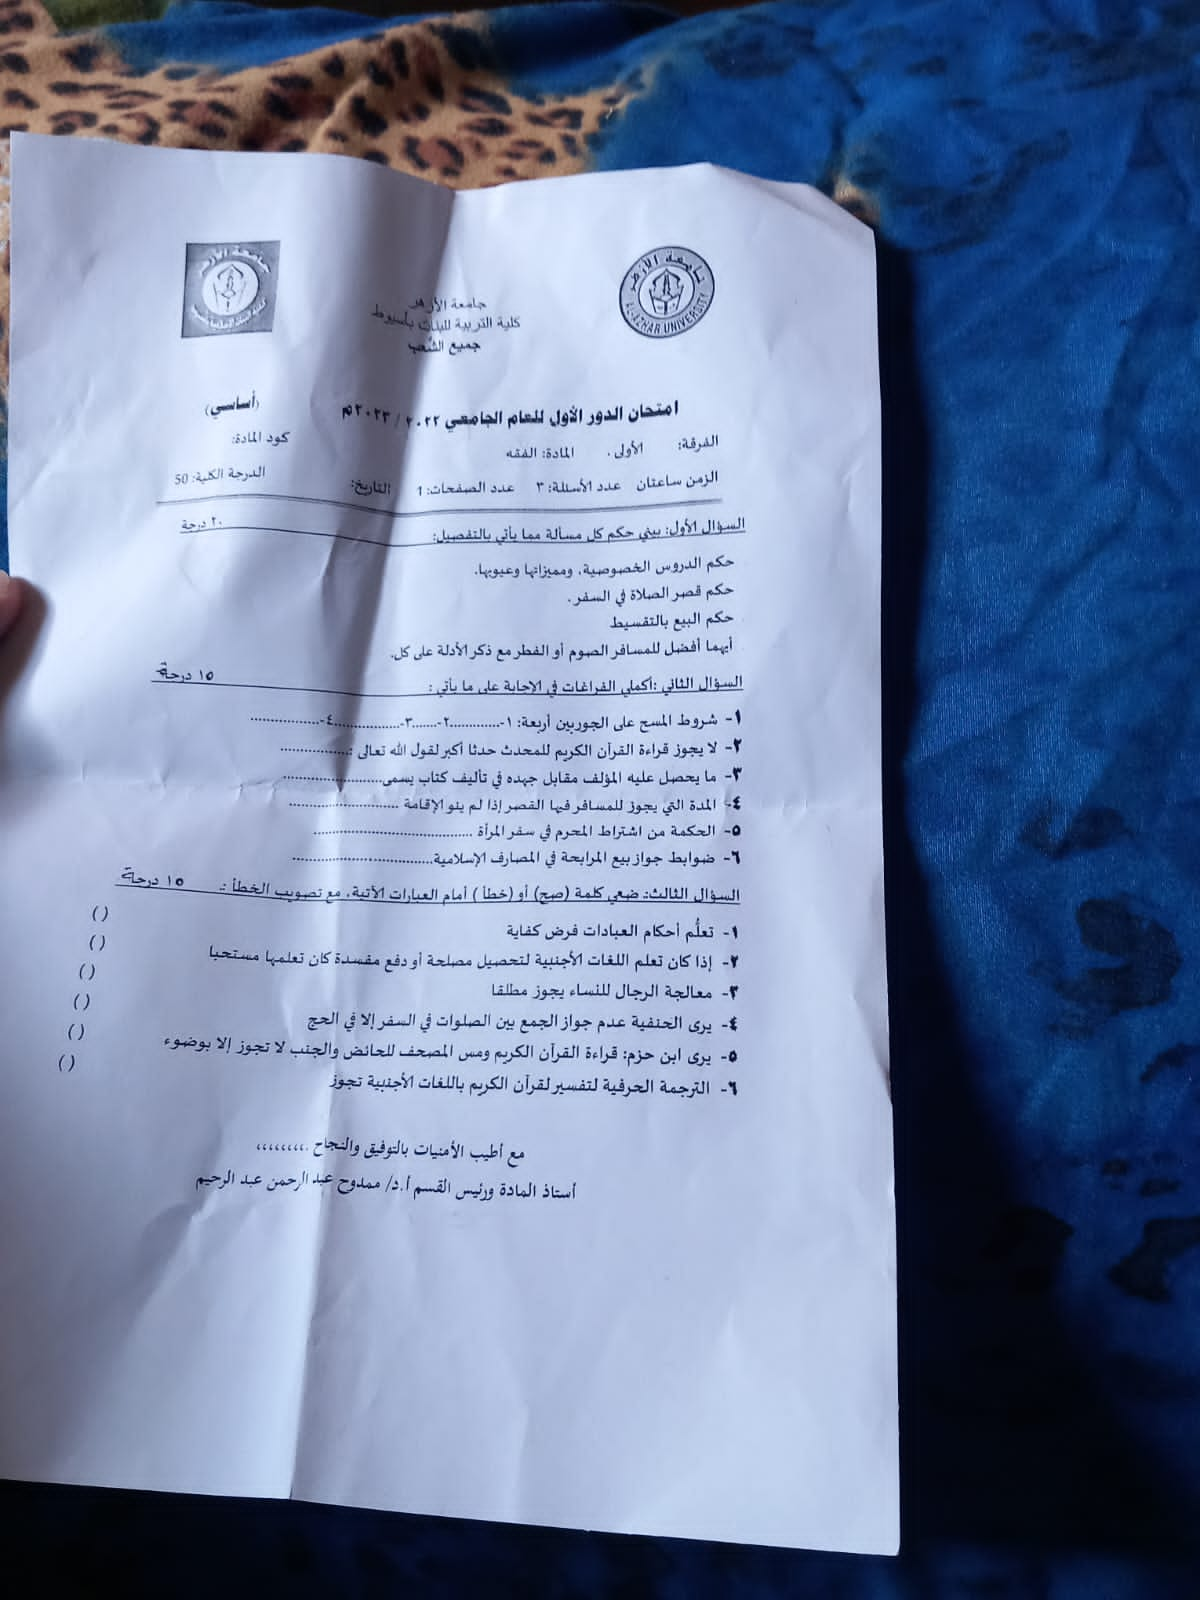 جامعة الأزهر
AL-AZHAR UNIVERSITY
جامعة الأزهر
جامعة الأزهر
كلية التربية للبنات بأسيوط
جميع الشعب
امتحان الدور الأول للعام الجامعي ٢٠٢٢ / ٢٠٢٣م (أساسي)
الفرقة: الأولى. المادة: الفقه كود المادة:
الزمن ساعتان عدد الأسئلة: ٣ عدد الصفحات: 1 التاريخ: الدرجة الكلية: 50
السؤال الأول: بيني حكم كل مسألة مما يأتي بالتفصيل: ٢٠ درجة
حكم الدروس الخصوصية، ومميزاتها وعيوبها.
حكم قصر الصلاة في السفر.
حكم البيع بالتقسيط
أيهما أفضل للمسافر الصوم أو الفطر مع ذكر الأدلة على كل.
السؤال الثاني: أكملي الفراغات في الإجابة على ما يأتي: ١٥ درجة
١- شروط المسح على الجوربين أربعة: ١-............٢-.......٣-................٤-.................
٢- لا يجوز قراءة القرآن الكريم للمحدث حدثا أكبر لقول الله تعالى :.................
٣- ما يحصل عليه المؤلف مقابل جهده في تأليف كتاب يسمى.........................
٤- المدة التي يجوز للمسافر فيها القصر إذا لم ينو الإقامة ...........................
٥- الحكمة من اشتراط المحرم في سفر المرأة .......................................
٦- ضوابط جواز بيع المرابحة في المصارف الإسلامية...................................
السؤال الثالث: ضعي كلمة (صح) أو (خطأ ) أمام العبارات الآتية، مع تصويب الخطأ :. ١٥ درجة
١- تعلُّم أحكام العبادات فرض كفاية ( )
٢- إذا كان تعلم اللغات الأجنبية لتحصيل مصلحة أو دفع مفسدة كان تعلمها مستحبا ( )
٣- معالجة الرجال للنساء يجوز مطلقا ( )
٤- يرى الحنفية عدم جواز الجمع بين الصلوات في السفر إلا في الحج ( )
٥- يرى ابن حزم: قراءة القرآن الكريم ومس المصحف للحائض والجنب لا تجوز إلا بوضوء ( )
٦- الترجمة الحرفية لتفسير لقرآن الكريم باللغات الأجنبية تجوز ( )
مع أطيب الأمنيات بالتوفيق والنجاح ،،،،،،،،
أستاذ المادة ورئيس القسم أ.د/ ممدوح عبد الرحمن عبد الرحيم